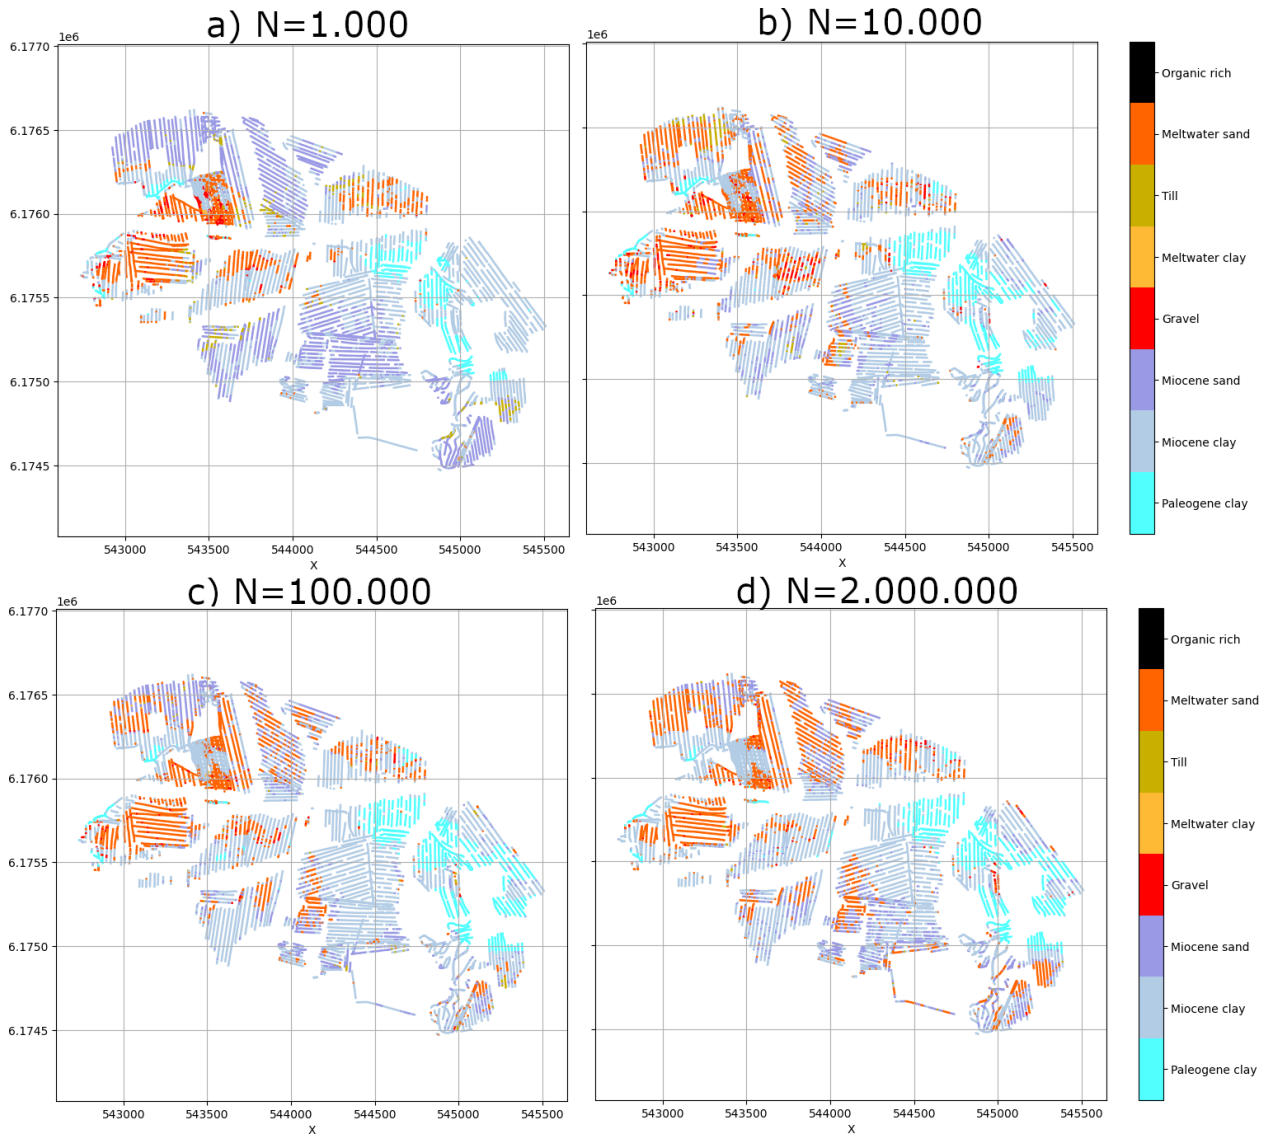 a) N=1.000
b) N=10.000
1e6
6.1770
6.1765
6.1760
6.1755
6.1750
6.1745
543000 543500 544000 544500 545000 545500
X
1e6
543000 543500 544000 544500 545000 545500
X
Organic rich
Meltwater sand
Till
Meltwater clay
Gravel
Miocene sand
Miocene clay
Paleogene clay
c) N=100.000
d) N=2.000.000
1e6
6.1770
6.1765
6.1760
6.1755
6.1750
6.1745
543000 543500 544000 544500 545000 545500
X
1e6
543000 543500 544000 544500 545000 545500
X
Organic rich
Meltwater sand
Till
Meltwater clay
Gravel
Miocene sand
Miocene clay
Paleogene clay